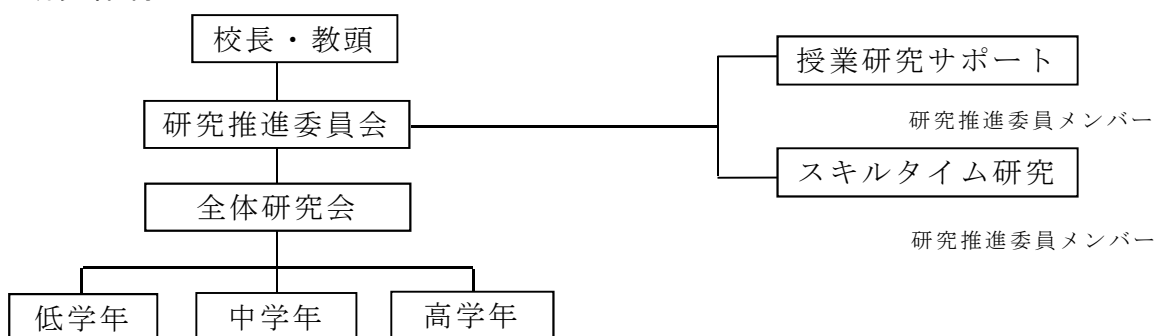 校長・教頭
授業研究サポート
研究推進委員会
研究推進委員メンバー
スキルタイム研究
全体研究会
研究推進委員メンバー
低学年
中学年
高学年